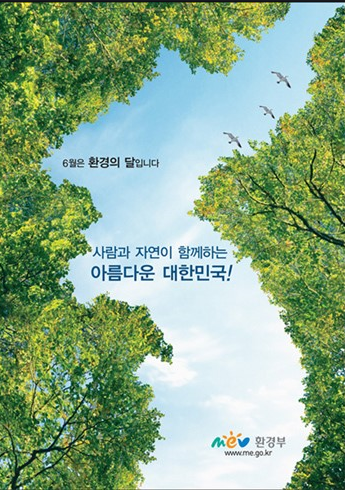 6월은 환경의 달입니다
사람과 자연이 함께하는
아름다운 대한민국!
mev 환경부
www.me.go.kr